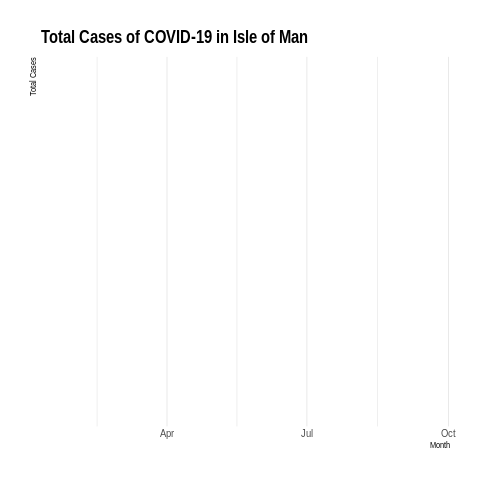 Total Cases of COVID-19 in Isle of Man
Total Cases
Apr
Jul
Oct
Month